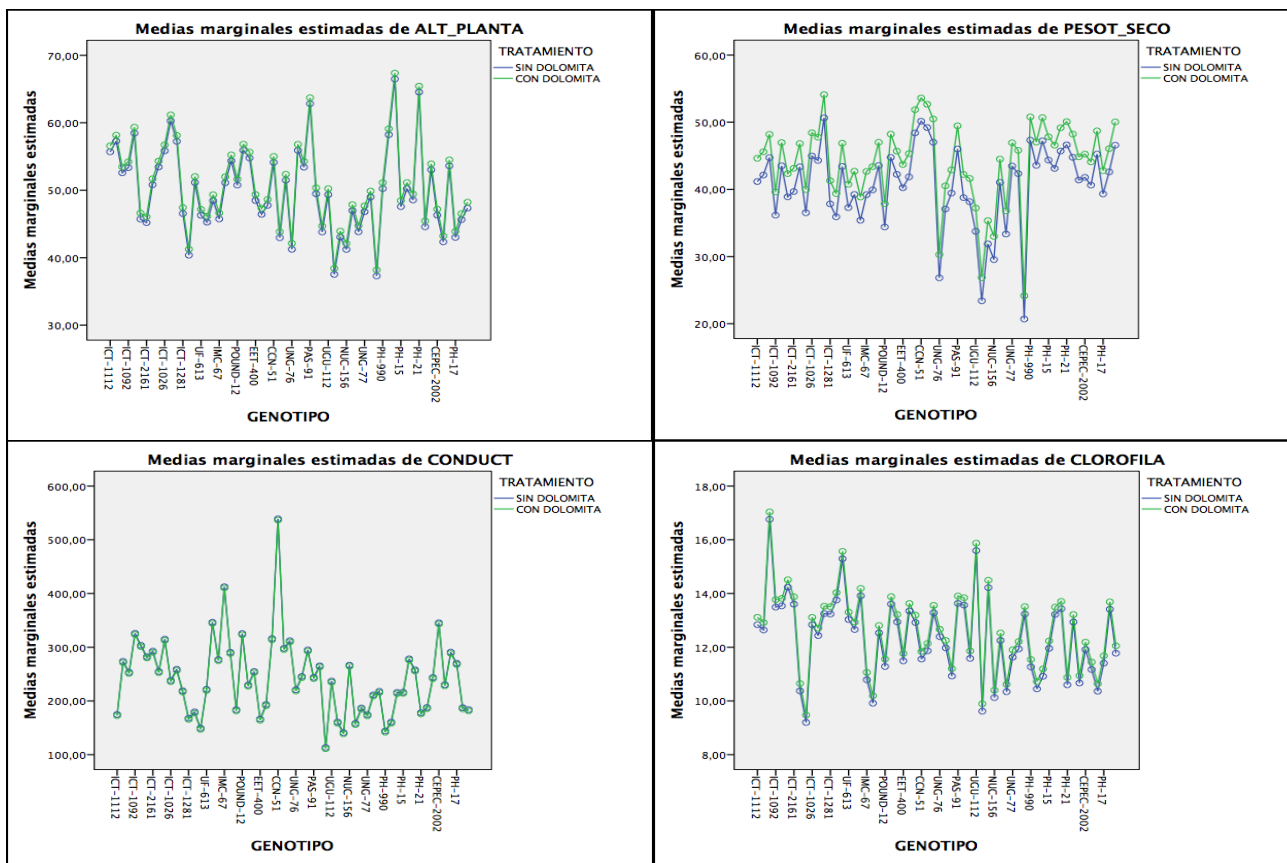 Medias marginales estimadas de ALT_PLANTA
TRATAMIENTO
SIN DOLOMITA
CON DOLOMITA
Medias marginales estimadas
70,00
60,00
50,00
40,00
30,00
ICT-1112
ICT-1092
ICT-2161
ICT-1026
ICT-1281
UF-613
IMC-67
POUND-12
EET-400
CCN-51
UNG-76
PAS-91
UGU-112
NUC-156
UNG-77
PH-990
PH-15
PH-21
CEPEC-2002
PH-17
GENOTIPO
Medias marginales estimadas de PESOT_SECO
TRATAMIENTO
SIN DOLOMITA
CON DOLOMITA
Medias marginales estimadas
60,00
50,00
40,00
30,00
20,00
ICT-1112
ICT-1092
ICT-2161
ICT-1026
ICT-1281
UF-613
IMC-67
POUND-12
EET-400
CCN-51
UNG-76
PAS-91
UGU-112
NUC-156
UNG-77
PH-990
PH-15
PH-21
CEPEC-2002
PH-17
GENOTIPO
Medias marginales estimadas de CONDUCT
TRATAMIENTO
SIN DOLOMITA
CON DOLOMITA
Medias marginales estimadas
600,00
500,00
400,00
300,00
200,00
100,00
ICT-1112
ICT-1092
ICT-2161
ICT-1026
ICT-1281
UF-613
IMC-67
POUND-12
EET-400
CCN-51
UNG-76
PAS-91
UGU-112
NUC-156
UNG-77
PH-990
PH-15
PH-21
CEPEC-2002
PH-17
GENOTIPO
Medias marginales estimadas de CLOROFILA
TRATAMIENTO
SIN DOLOMITA
CON DOLOMITA
Medias marginales estimadas
18,00
16,00
14,00
12,00
10,00
8,00
ICT-1112
ICT-1092
ICT-2161
ICT-1026
ICT-1281
UF-613
IMC-67
POUND-12
EET-400
CCN-51
UNG-76
PAS-91
UGU-112
NUC-156
UNG-77
PH-990
PH-15
PH-21
CEPEC-2002
PH-17
GENOTIPO